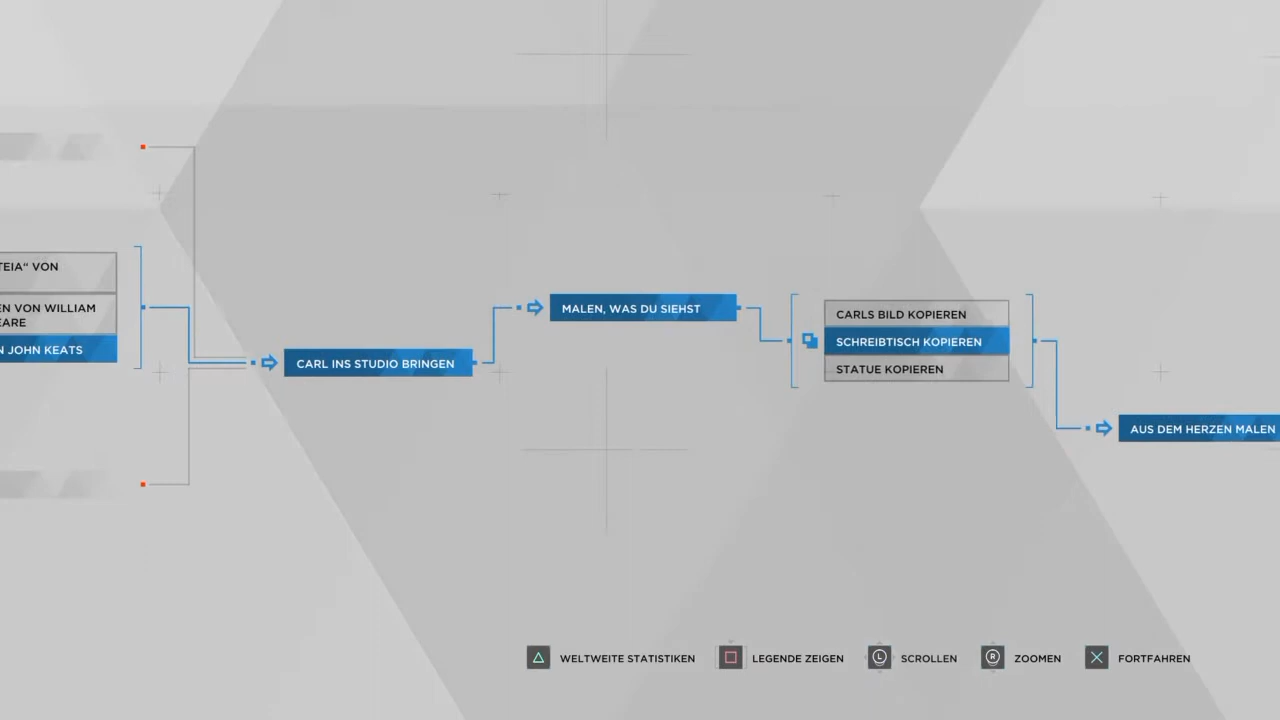 TEIA“ VON
EN VON WILLIAM
EARE
N JOHN KEATS
CARL INS STUDIO BRINGEN
MALEN, WAS DU SIEHST
CARLS BILD KOPIEREN
SCHREIBTISCH KOPIEREN
STATUE KOPIEREN
AUS DEM HERZEN MALEN
WELTWEITE STATISTIKEN
LEGENDE ZEIGEN
L SCROLLEN
R ZOOMEN
FORTFAHREN